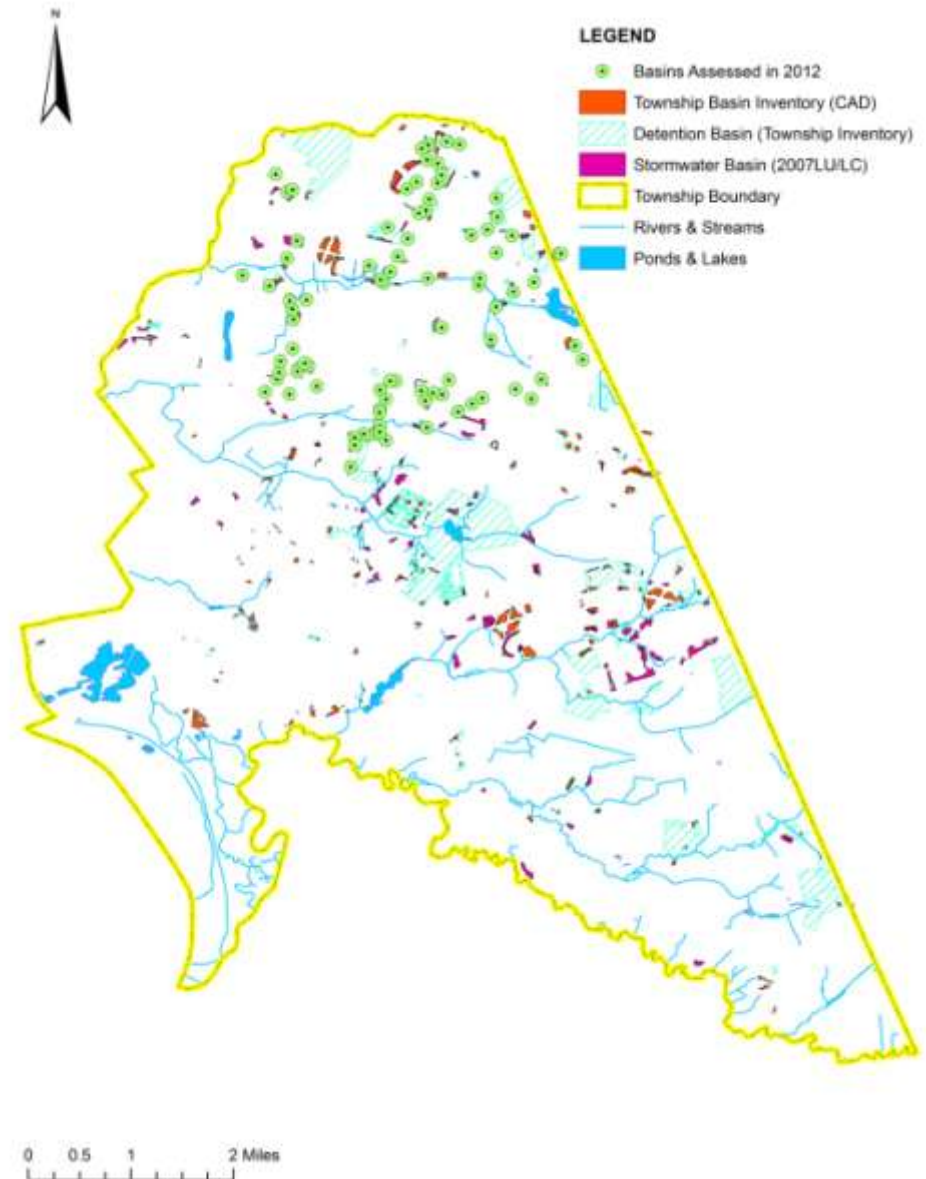 N
LEGEND
Basins Assessed in 2012
Township Basin Inventory (CAD)
Detention Basin (Township Inventory)
Stormwater Basin (2007LU/LC)
Township Boundary
Rivers & Streams
Ponds & Lakes
0 0.5 1 2 Miles